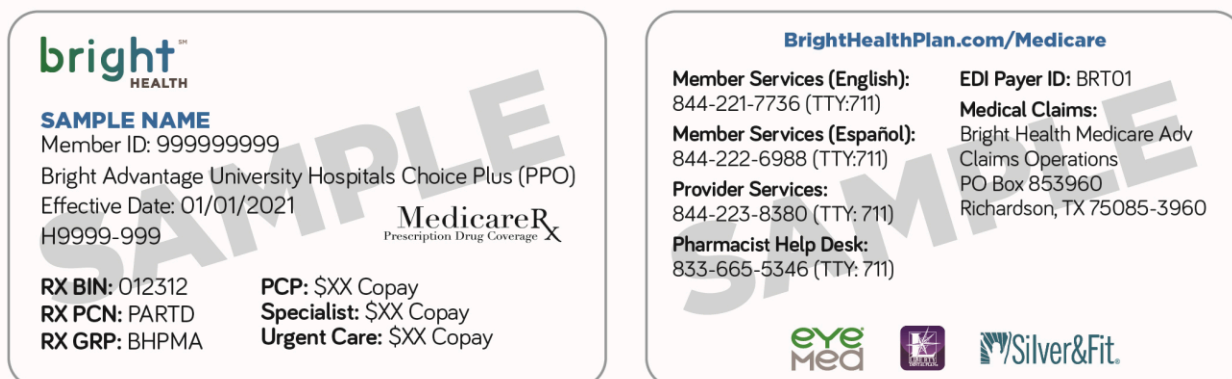 bright℠
HEALTH
SAMPLE NAME
Member ID: 999999999
Bright Advantage University Hospitals Choice Plus (PPO)
Effective Date: 01/01/2021
H9999-999
MedicareRx
Prescription Drug Coverage
RX BIN: 012312
RX PCN: PARTD
RX GRP: BHPMA
PCP: $XX Copay
Specialist: $XX Copay
Urgent Care: $XX Copay
SAMPLE
BrightHealthPlan.com/Medicare
Member Services (English):
844-221-7736 (TTY:711)
Member Services (Español):
844-222-6988 (TTY:711)
Provider Services:
844-223-8380 (TTY: 711)
Pharmacist Help Desk:
833-665-5346 (TTY: 711)
EDI Payer ID: BRT01
Medical Claims:
Bright Health Medicare Adv
Claims Operations
PO Box 853960
Richardson, TX 75085-3960
SAMPLE
eye
Med
L
Silver&Fit.